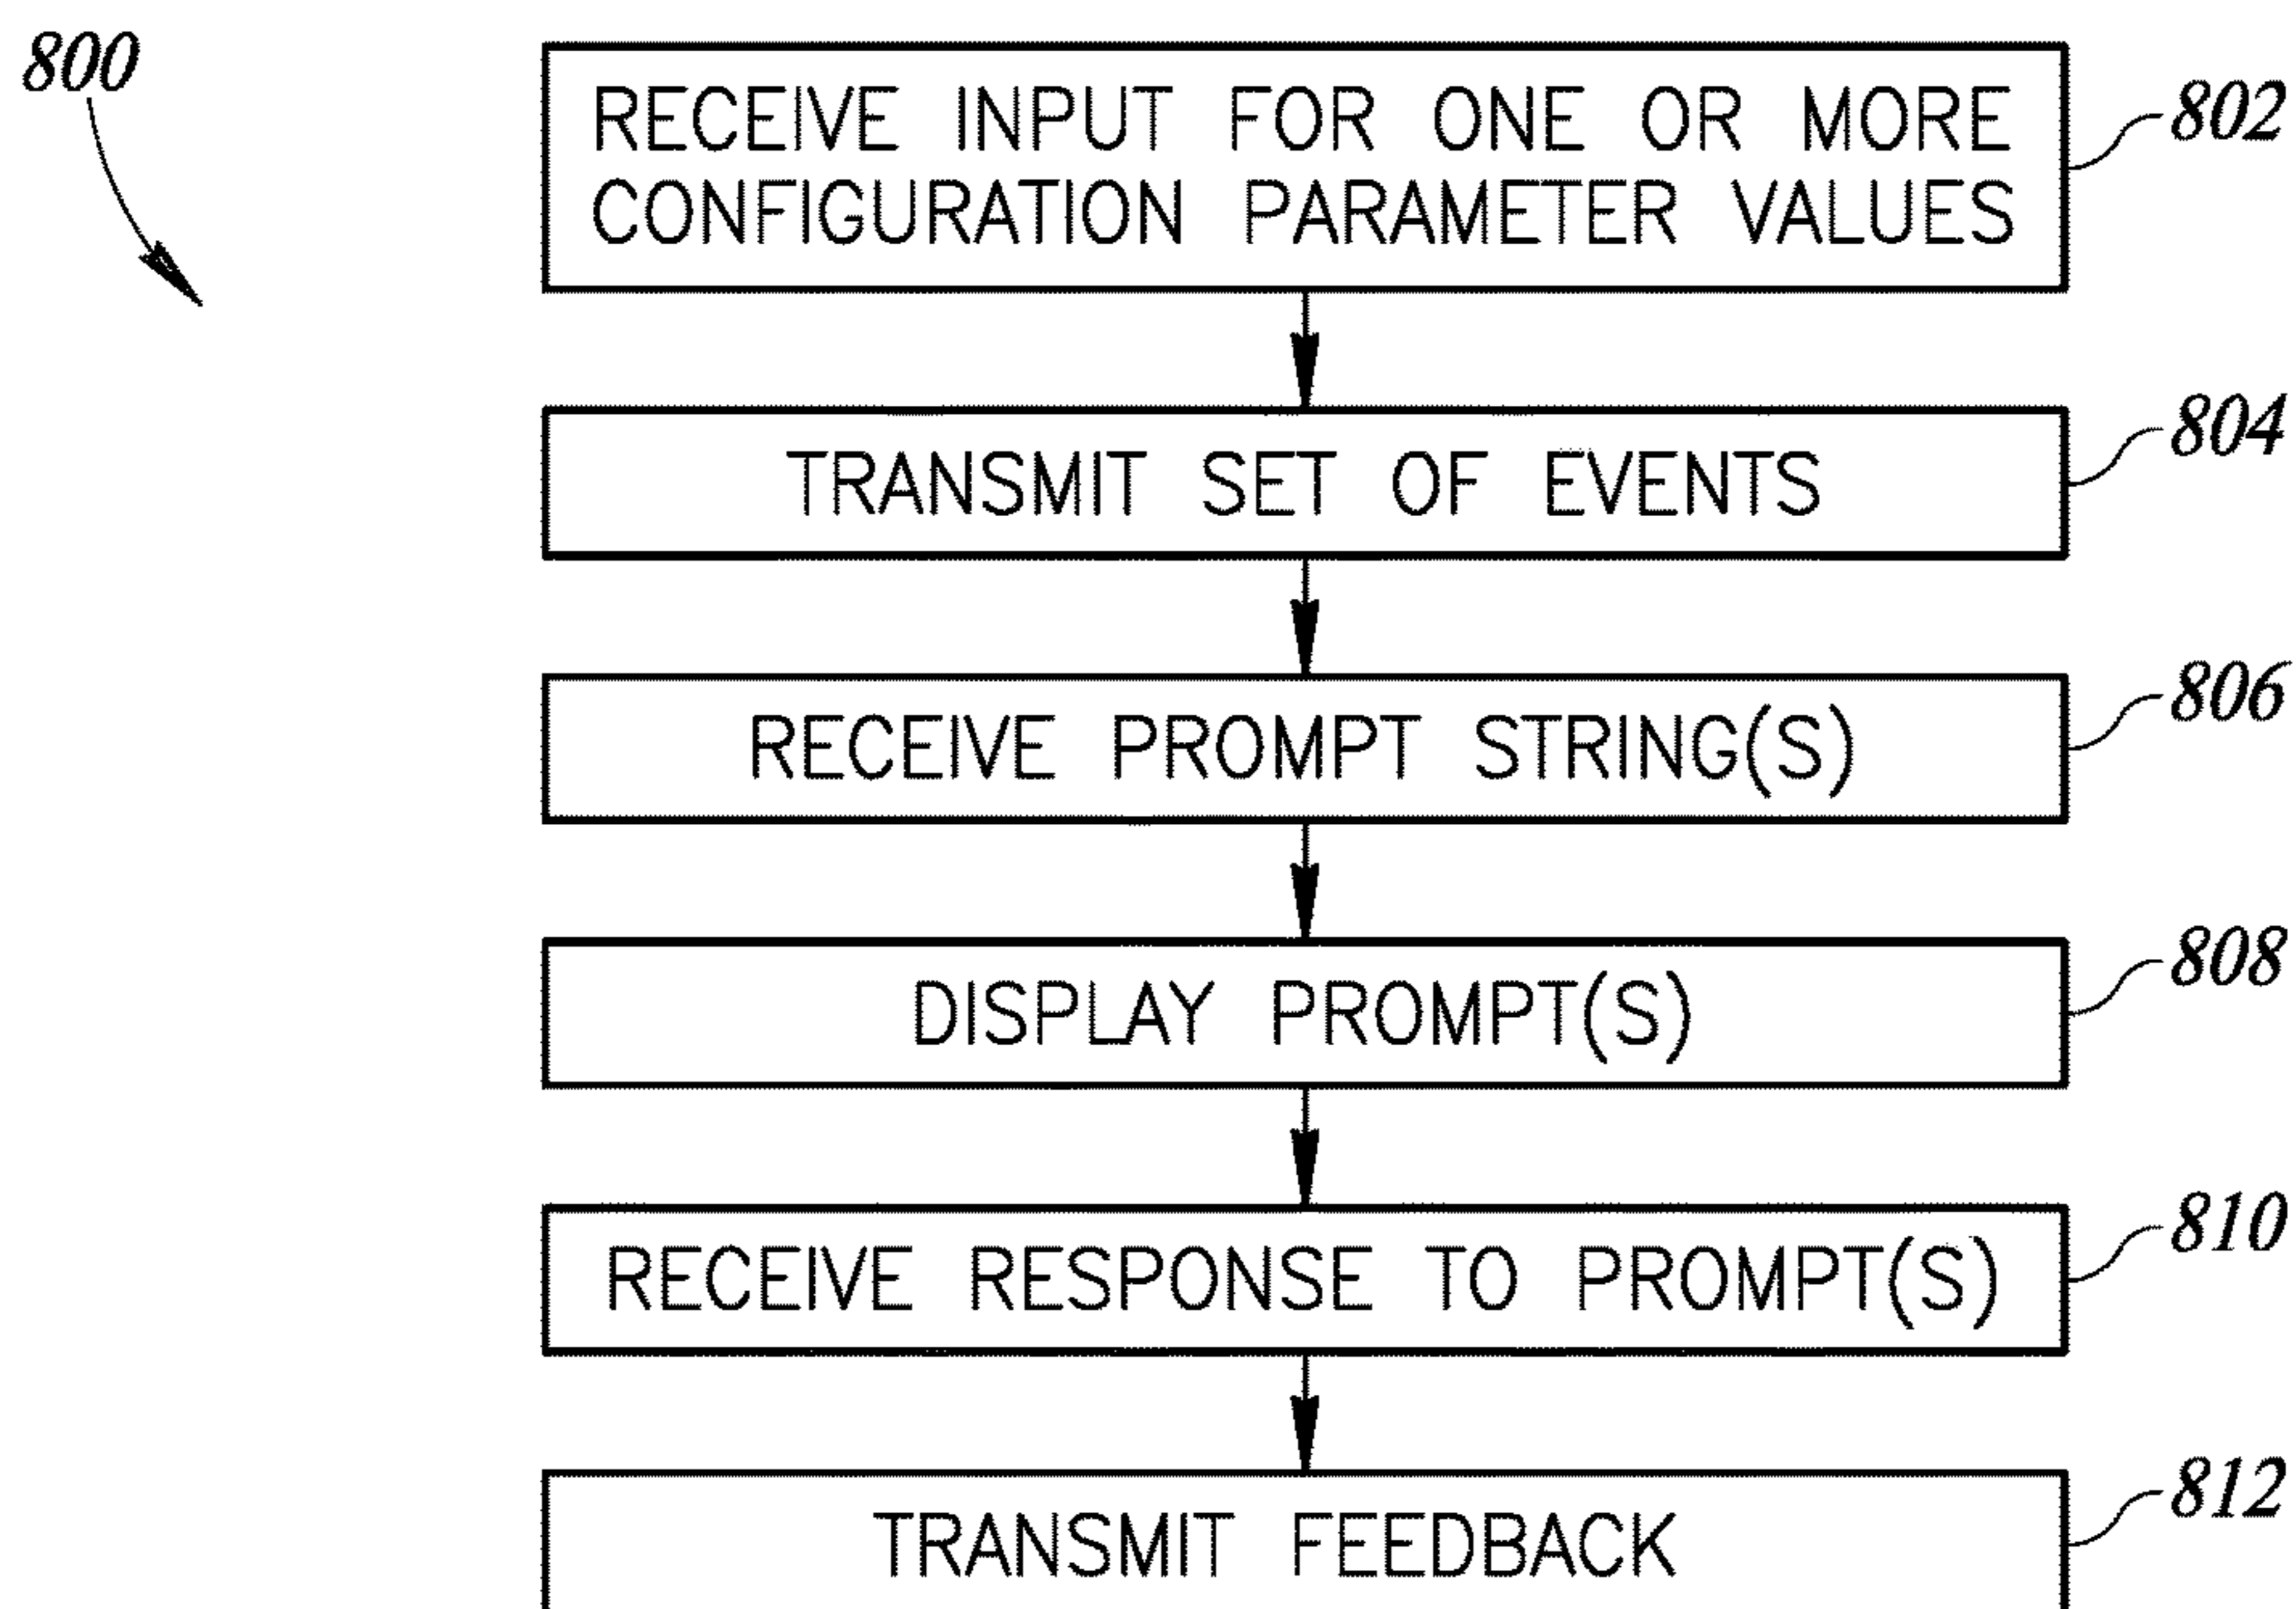 800
RECEIVE INPUT FOR ONE OR MORE
CONFIGURATION PARAMETER VALUES
802
TRANSMIT SET OF EVENTS
804
RECEIVE PROMPT STRING(S)
806
DISPLAY PROMPT(S)
808
RECEIVE RESPONSE TO PROMPT(S)
810
TRANSMIT FEEDBACK
812